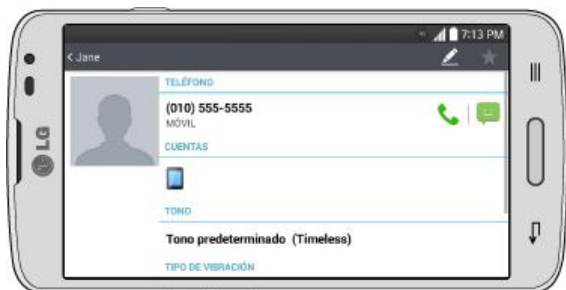 7:13 PM
< Jane
TELÉFONO
(010) 555-5555
MÓVIL
CUENTAS
TONO
Tono predeterminado (Timeless)
TIPO DE VIBRACIÓN
LG